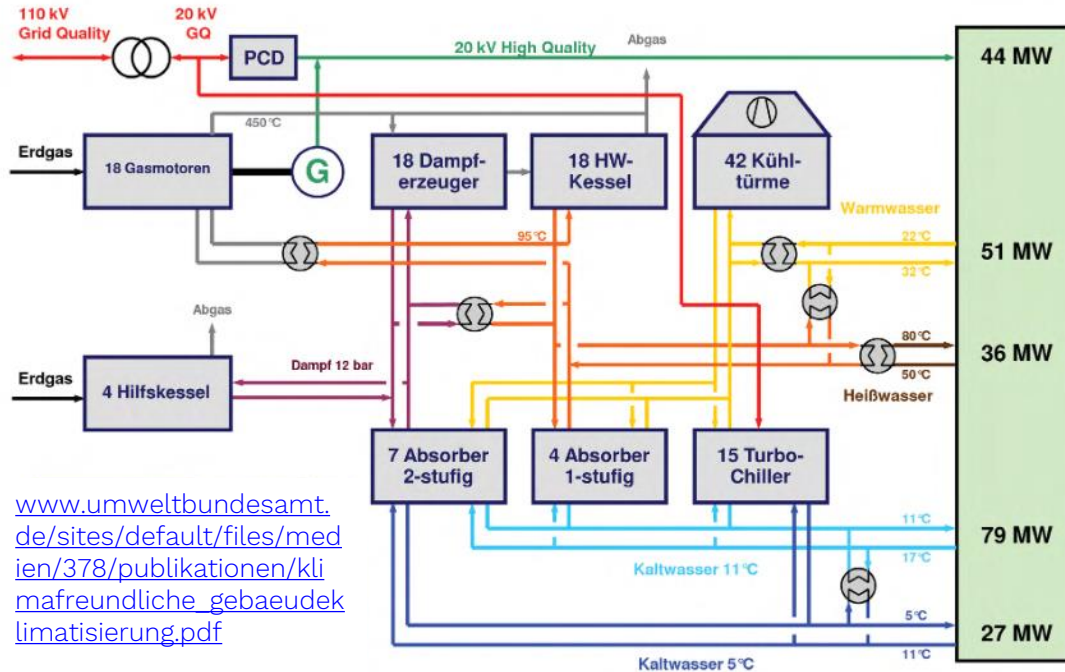 110 kV
Grid Quality
20 kV
GQ
PCD
20 kV High Quality
Abgas
44 MW
450°C
Erdgas
18 Gasmotoren
G
18 Dampf-
erzeuger
18 HW-
Kessel
42 Kühl-
türme
Warmwasser
95°C
22°C
51 MW
32°C
Abgas
80°C
36 MW
Dampf 12 bar
50°C
Erdgas
4 Hilfskessel
Heißwasser
7 Absorber
2-stufig
4 Absorber
1-stufig
15 Turbo-
Chiller
www.umweltbundesamt.
de/sites/default/files/med
ien/378/publikationen/kli
mafreundliche_gebaeudek
limatisierung.pdf
11°C
79 MW
17°C
Kaltwasser 11°C
5°C
27 MW
11°C
Kaltwasser 5°C